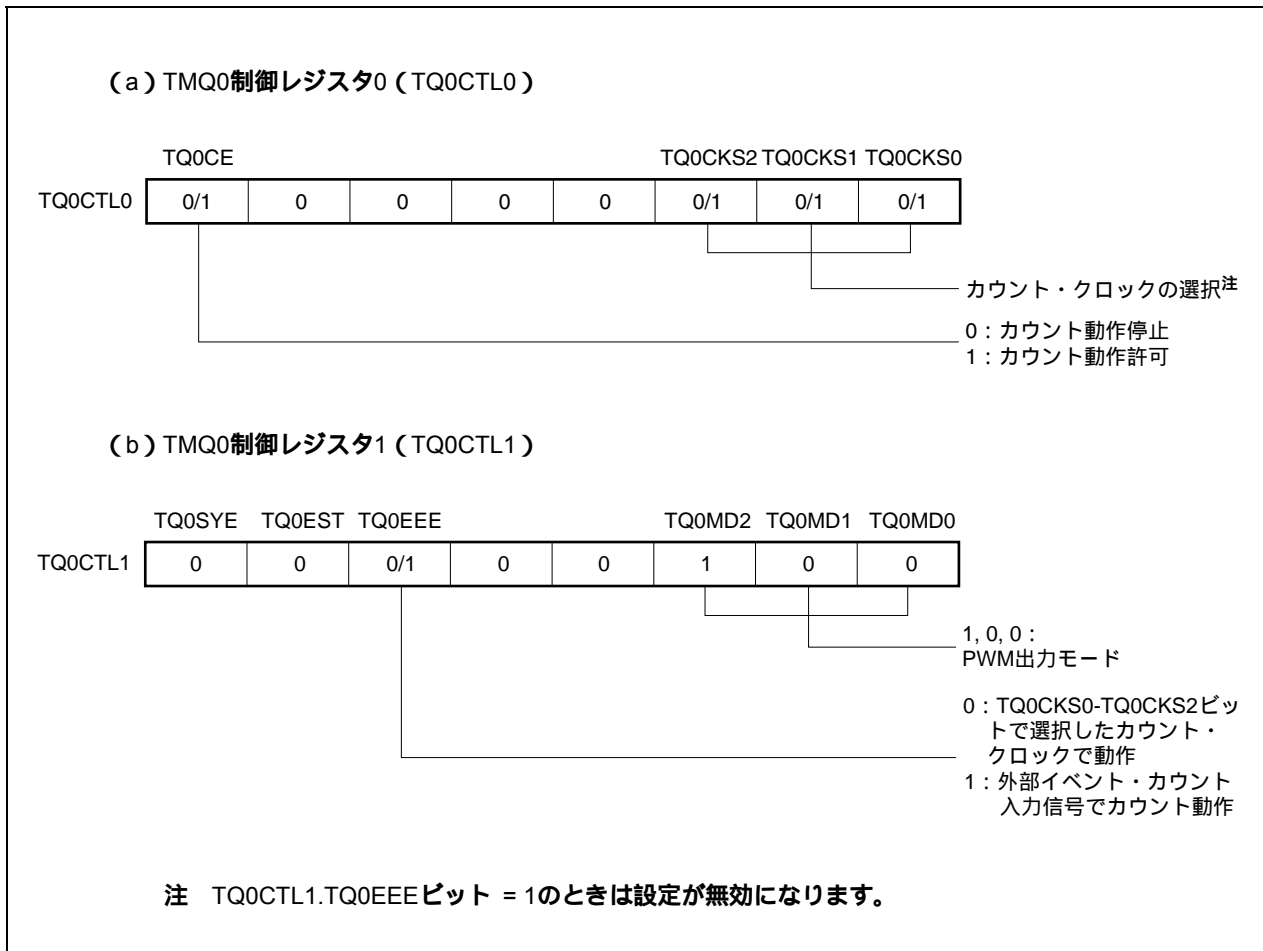 (a)TMQ0制御レジスタ0(TQ0CTL0)
TQ0CE TQ0CKS2 TQ0CKS1 TQ0CKS0
TQ0CTL0 0/1 0 0 0 0 0/1 0/1 0/1
カウント・クロックの選択注
0:カウント動作停止
1:カウント動作許可
(b)TMQ0制御レジスタ1(TQ0CTL1)
TQ0SYE TQ0EST TQ0EEE TQ0MD2 TQ0MD1 TQ0MD0
TQ0CTL1 0 0 0/1 0 0 1 0 0
1, 0, 0:
PWM出力モード
0:TQ0CKS0-TQ0CKS2ビッ
トで選択したカウント・
クロックで動作
1:外部イベント・カウント
入力信号でカウント動作
注 TQ0CTL1.TQ0EEEビット = 1のときは設定が無効になります。